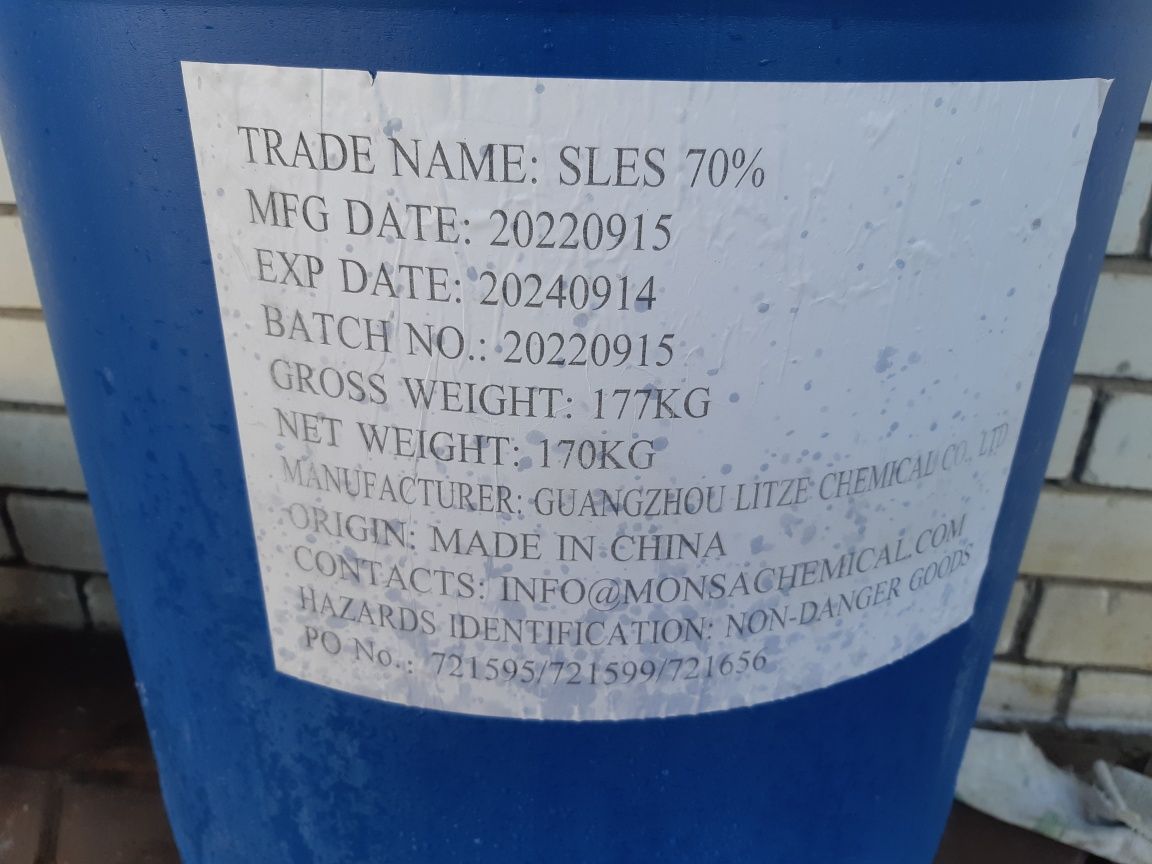 TRADE NAME: SLES 70%
MFG DATE: 20220915
EXP DATE: 20240914
BATCH NO.: 20220915
GROSS WEIGHT: 177KG
NET WEIGHT: 170KG
MANUFACTURER: GUANGZHOU LITZE CHEMICAL CO., LTD
ORIGIN: MADE IN CHINA
CONTACTS: INFO@MONSACHEMICAL.COM
HAZARDS IDENTIFICATION: NON-DANGER GOODS
PO No.: 721595/721599/721656